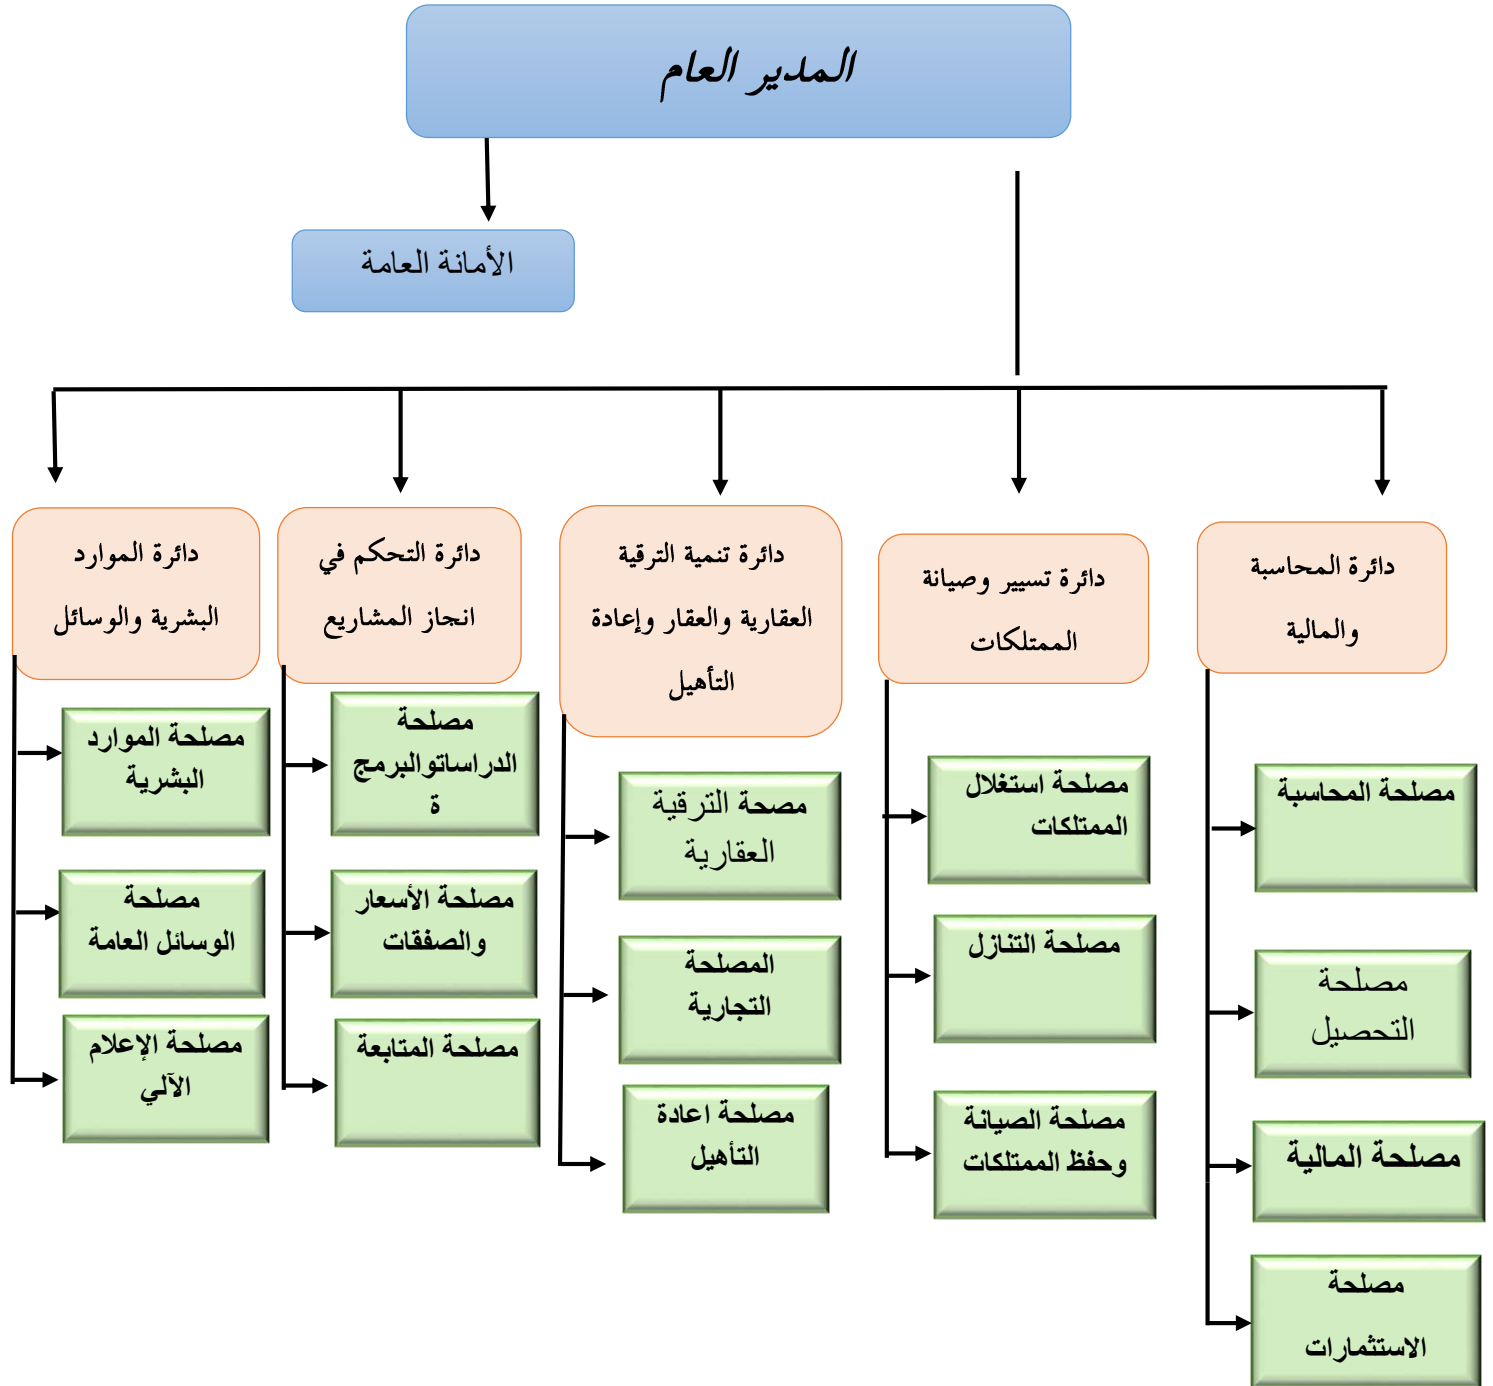 المدير العام
الأمانة العامة
دائرة المحاسبة
والمالية
دائرة تسيير وصيانة
الممتلكات
دائرة تنمية الترقية
العقارية والعقار وإعادة
التأهيل
دائرة التحكم في
انجاز المشاريع
دائرة الموارد
البشرية والوسائل
مصلحة المحاسبة
مصلحة
التحصيل
مصلحة المالية
مصلحة
الاستثمارات
مصلحة استغلال
الممتلكات
مصلحة التنازل
مصلحة الصيانة
وحفظ الممتلكات
مصحة الترقية
العقارية
المصلحة
التجارية
مصلحة اعادة
التأهيل
مصلحة
الدراساتوالبرمج
ة
مصلحة الأسعار
والصفقات
مصلحة المتابعة
مصلحة الموارد
البشرية
مصلحة
الوسائل العامة
مصلحة الإعلام
الآلي